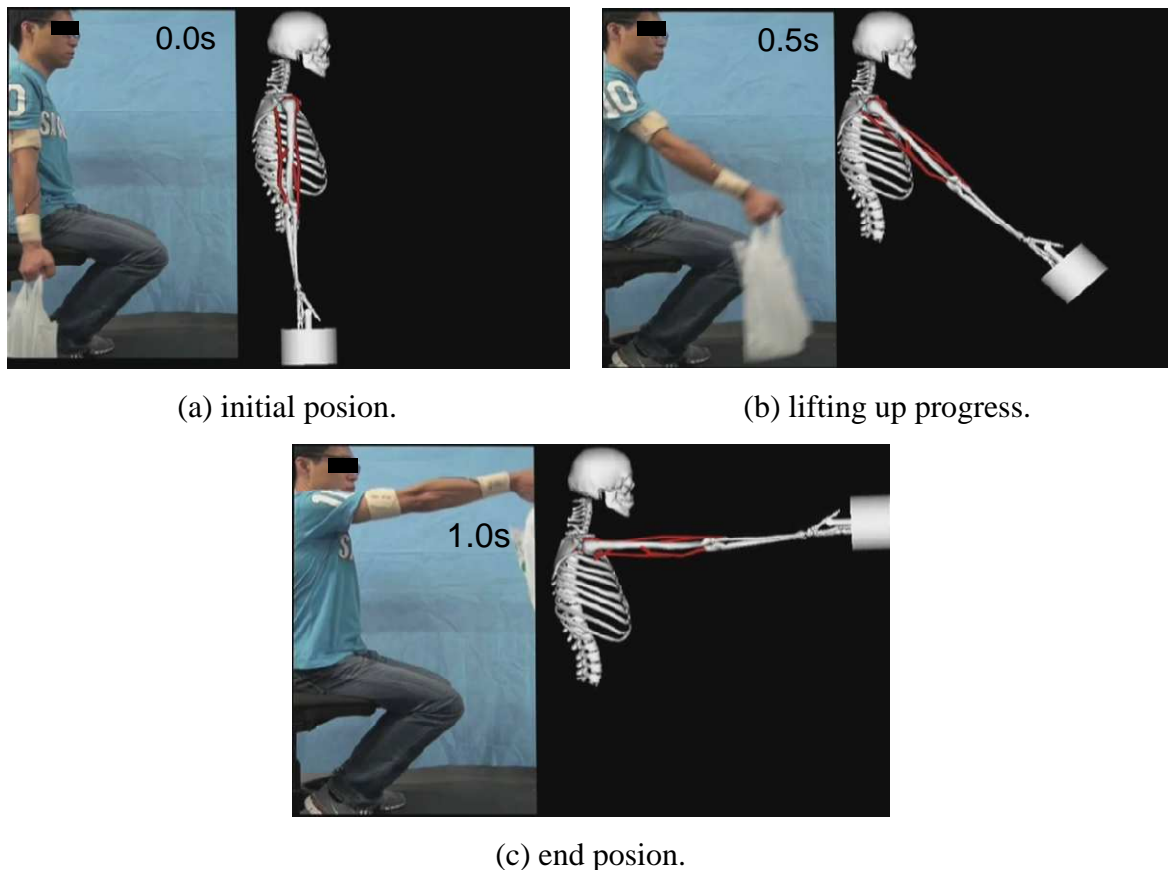 0.0s
0.5s
(a) initial posion.
(b) lifting up progress.
1.0s
(c) end posion.